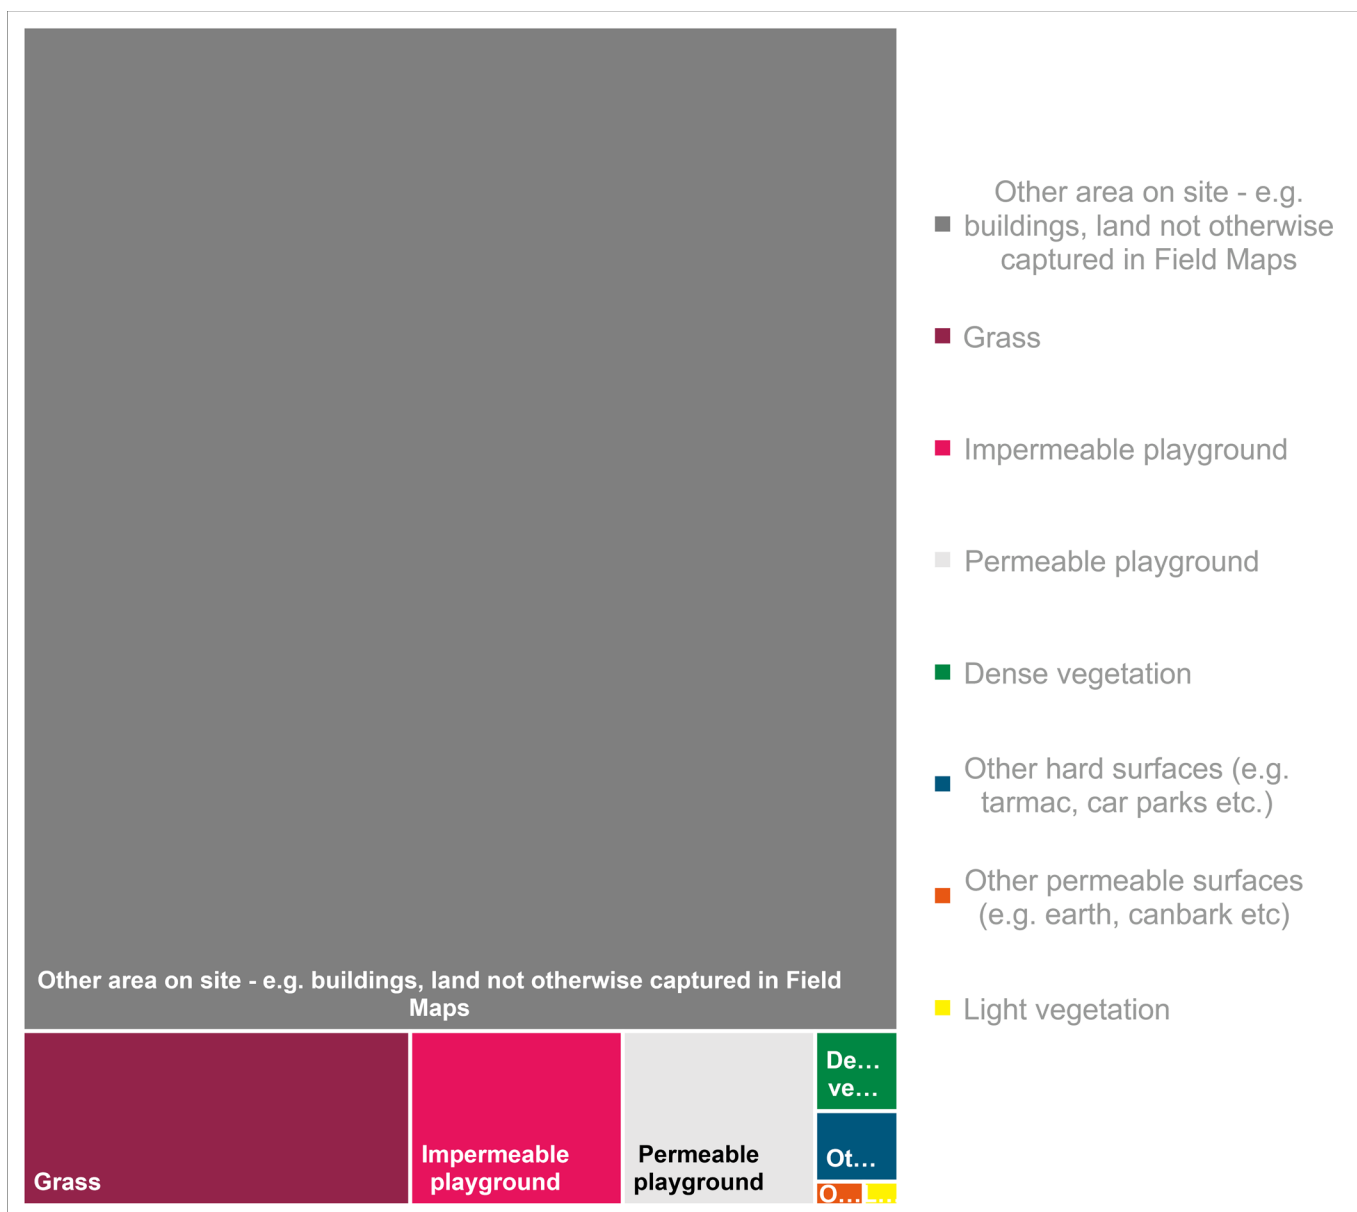 Other area on site - e.g.
buildings, land not otherwise
captured in Field Maps
Grass
Impermeable playground
Permeable playground
Dense vegetation
Other hard surfaces (e.g.
tarmac, car parks etc.)
Other permeable surfaces
(e.g. earth, canbark etc)
Light vegetation
Other area on site - e.g. buildings, land not otherwise captured in Field
Maps
Grass
Impermeable
playground
Permeable
playground
De...
ve...
Ot...
O...
L...